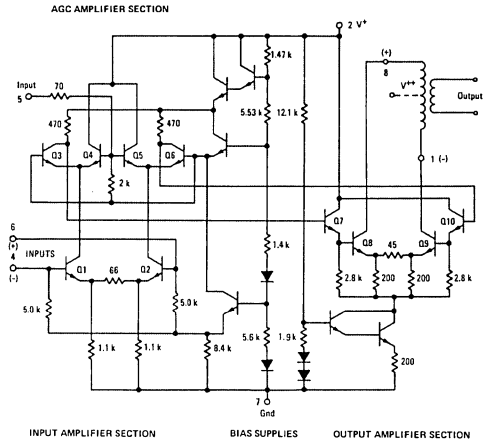 AGC AMPLIFIER SECTION
2 V+
(+)
8
V++
Output
1.47 k
Input
5
70
5.53 k
12.1 k
470
470
Q3
Q4
Q5
Q6
2 k
1 (-)
Q7
Q10
6
(+)
4
(-)
INPUTS
Q1
66
Q2
1.4 k
Q8
45
Q9
2.8 k
200
200
2.8 k
5.0 k
5.0 k
1.1 k
1.1 k
8.4 k
5.6 k
1.9 k
200
7
Gnd
INPUT AMPLIFIER SECTION
BIAS SUPPLIES
OUTPUT AMPLIFIER SECTION